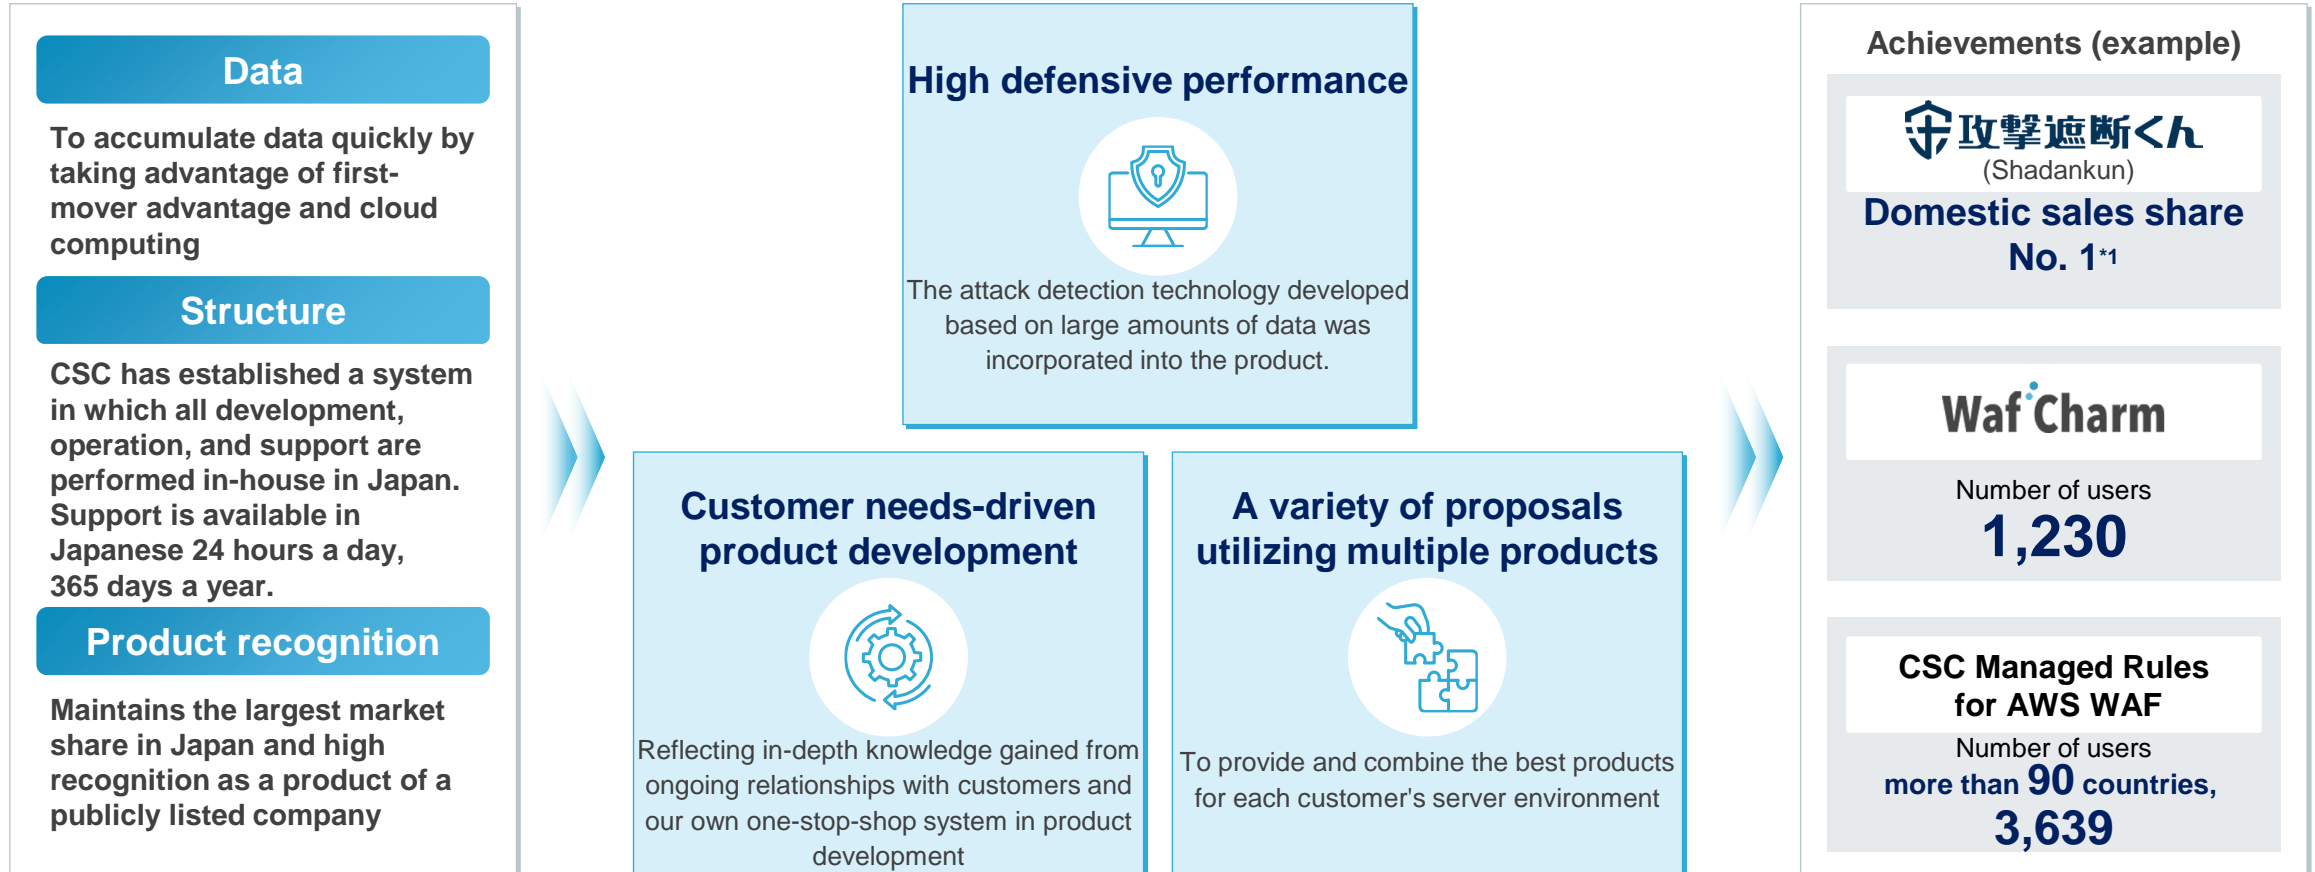 Data
To accumulate data quickly by
taking advantage of first-
mover advantage and cloud
computing
Structure
CSC has established a system
in which all development,
operation, and support are
performed in-house in Japan.
Support is available in
Japanese 24 hours a day,
365 days a year.
Product recognition
Maintains the largest market
share in Japan and high
recognition as a product of a
publicly listed company
High defensive performance
The attack detection technology developed
based on large amounts of data was
incorporated into the product.
Customer needs-driven
product development
Reflecting in-depth knowledge gained from
ongoing relationships with customers and
our own one-stop-shop system in product
development
A variety of proposals
utilizing multiple products
To provide and combine the best products
for each customer's server environment
Achievements (example)
攻撃遮断くん
(Shadankun)
Domestic sales share
No. 1*1
WafCharm
Number of users
1,230
CSC Managed Rules
for AWS WAF
Number of users
more than 90 countries,
3,639